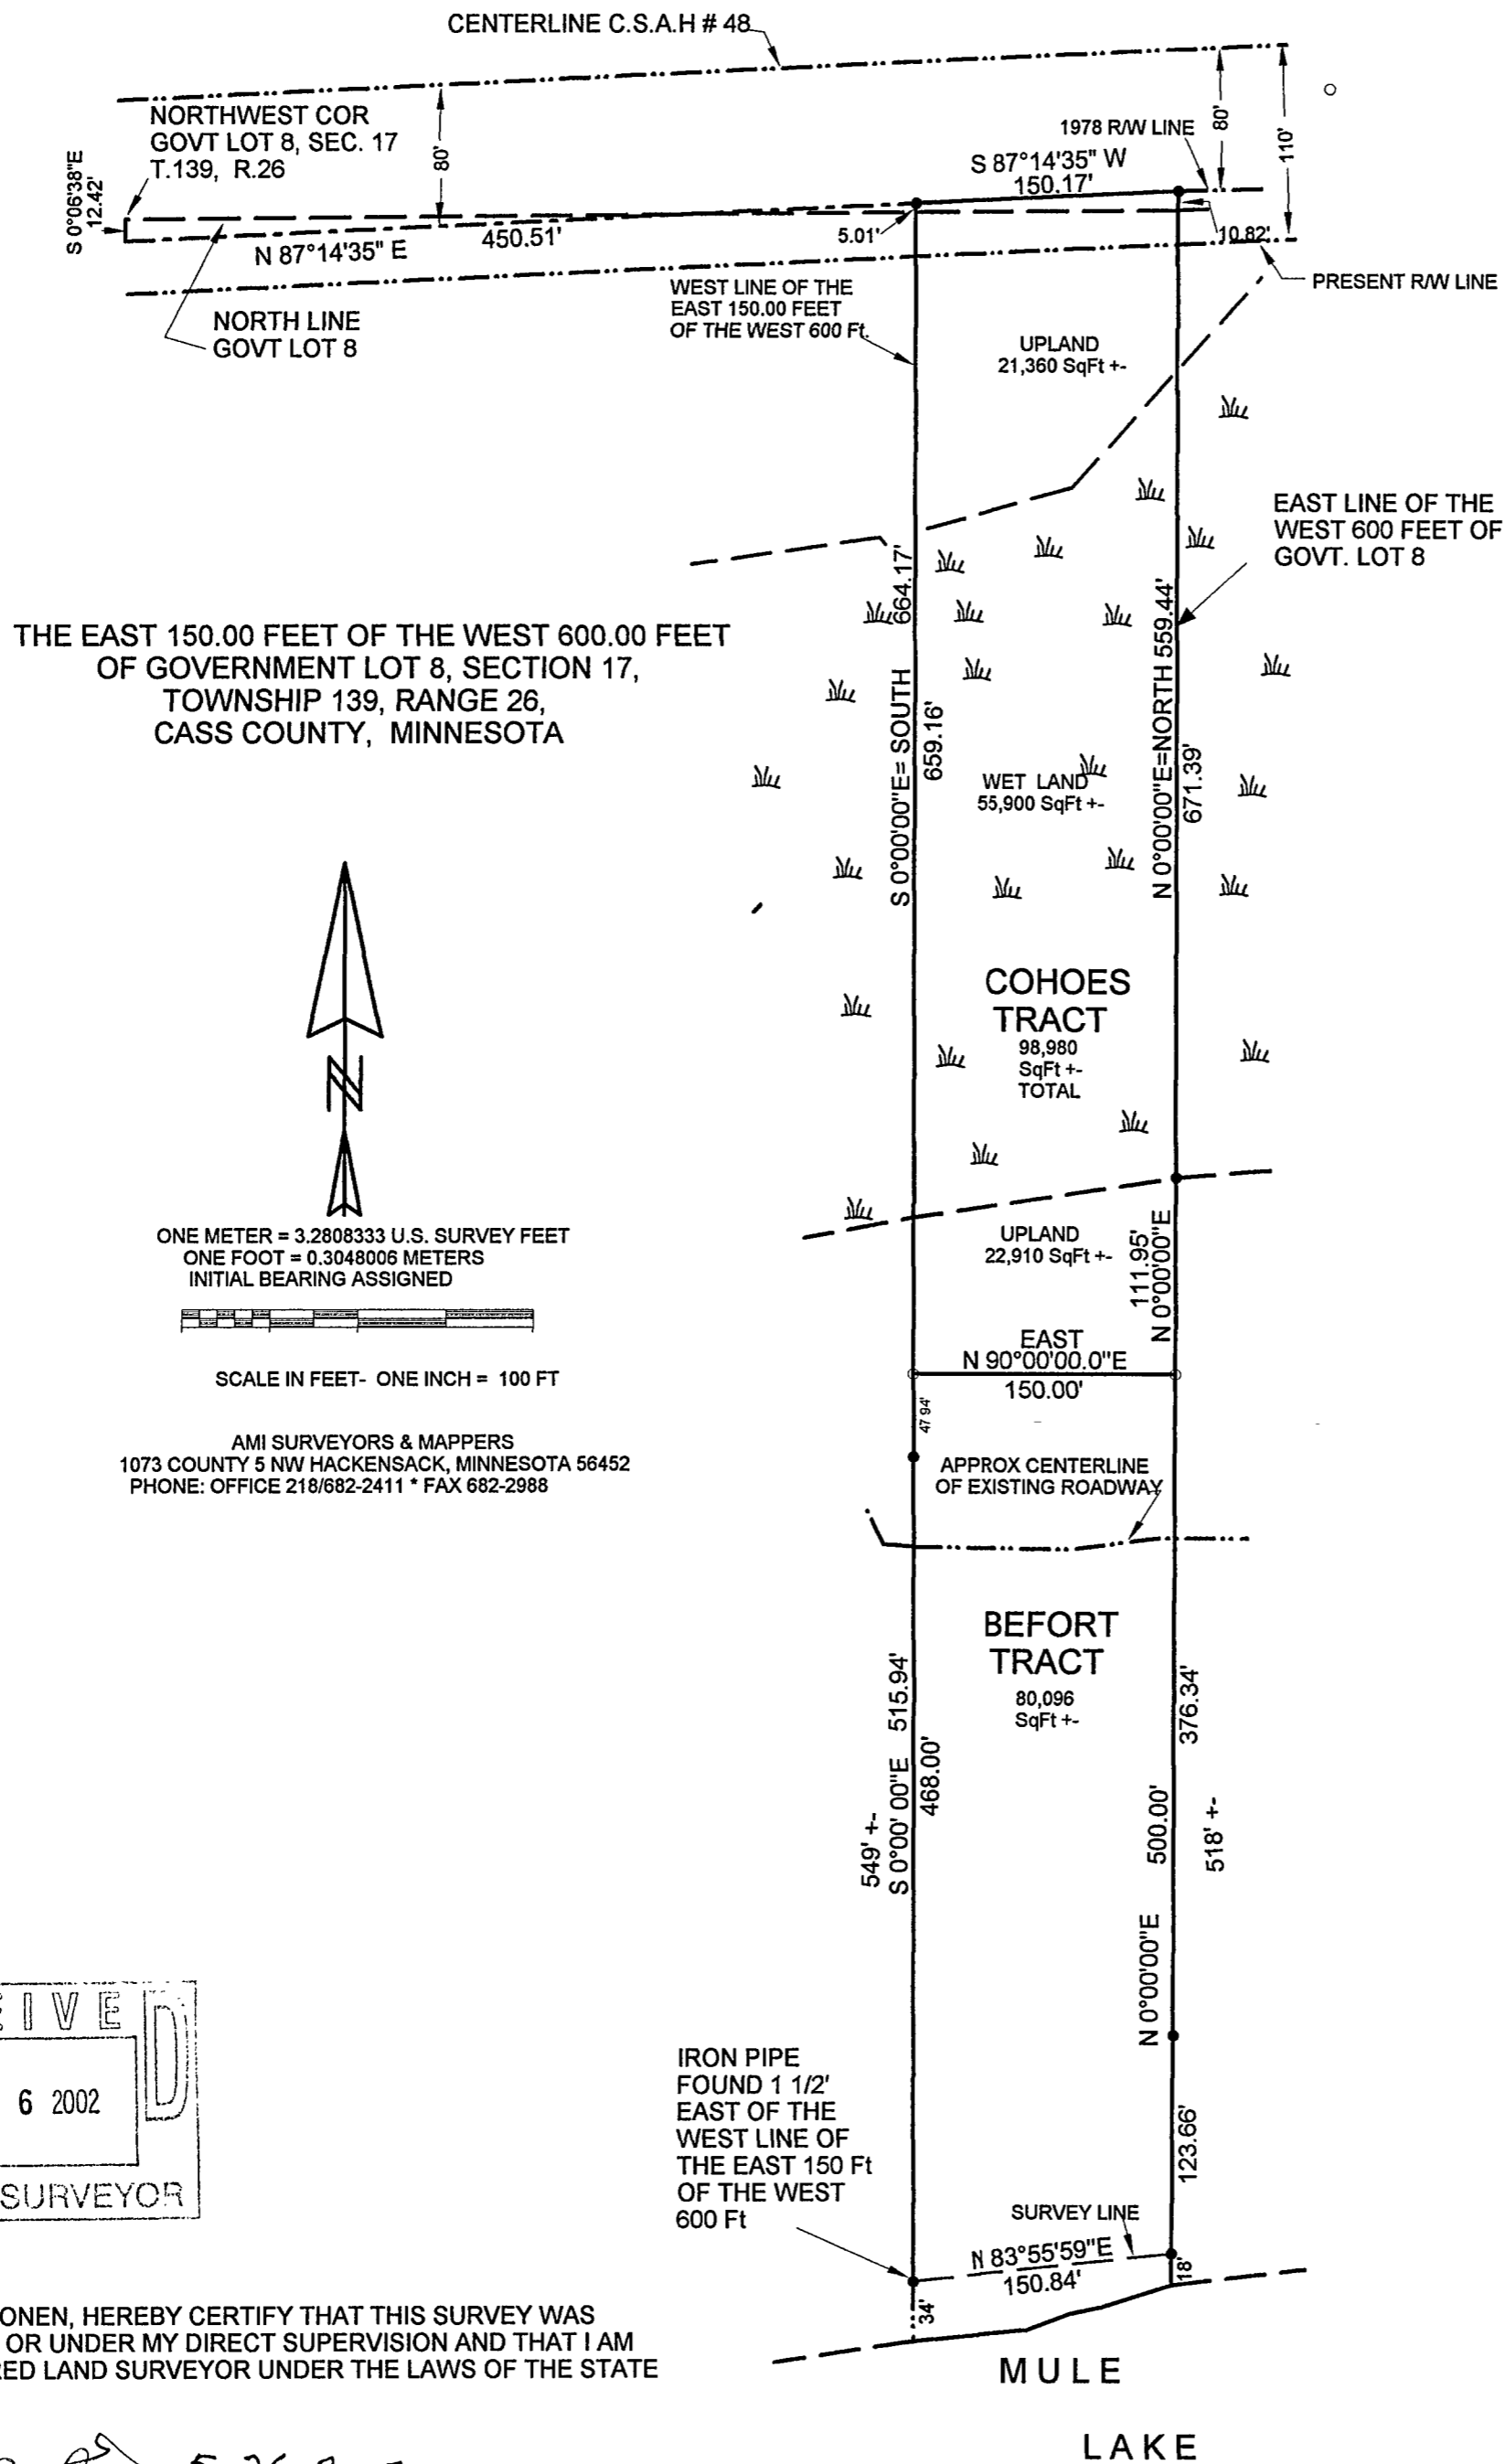 CENTERLINE C.S.A.H # 48
NORTHWEST COR
GOVT LOT 8, SEC. 17
T.139, R.26
S 0°06'38"E
12.42'
80'
1978 R/W LINE
80'
110'
S 87°14'35" W
150.17'
N 87°14'35" E
450.51'
5.01'
10.82'
PRESENT R/W LINE
NORTH LINE
GOVT LOT 8
WEST LINE OF THE
EAST 150.00 FEET
OF THE WEST 600 Ft.
UPLAND
21,360 SqFt +-
EAST LINE OF THE
WEST 600 FEET OF
GOVT. LOT 8
THE EAST 150.00 FEET OF THE WEST 600.00 FEET
OF GOVERNMENT LOT 8, SECTION 17,
TOWNSHIP 139, RANGE 26,
CASS COUNTY, MINNESOTA
S 0°00'00"E= SOUTH 664.17'
659.16'
N 0°00'00"E=NORTH 559.44'
671.39'
WET LAND
55,900 SqFt +-
COHOES
TRACT
98,980
SqFt +-
TOTAL
N
ONE METER = 3.2808333 U.S. SURVEY FEET
ONE FOOT = 0.3048006 METERS
INITIAL BEARING ASSIGNED
SCALE IN FEET- ONE INCH = 100 FT
AMI SURVEYORS & MAPPERS
1073 COUNTY 5 NW HACKENSACK, MINNESOTA 56452
PHONE: OFFICE 218/682-2411 * FAX 682-2988
UPLAND
22,910 SqFt +-
111.95'
N 0°00'00"E
EAST
N 90°00'00.0"E
150.00'
47 94'
APPROX CENTERLINE
OF EXISTING ROADWAY
BEFORT
TRACT
80,096
SqFt +-
549' +-
S 0°00' 00"E 515.94'
468.00'
376.34'
500.00'
518' +-
N 0°00'00"E
123.66'
IRON PIPE
FOUND 1 1/2'
EAST OF THE
WEST LINE OF
THE EAST 150 Ft
OF THE WEST
600 Ft
SURVEY LINE
N 83°55'59"E
150.84'
18'
34'
EIVED
6 2002
SURVEYOR
ONEN, HEREBY CERTIFY THAT THIS SURVEY WAS
OR UNDER MY DIRECT SUPERVISION AND THAT I AM
RED LAND SURVEYOR UNDER THE LAWS OF THE STATE
MULE
LAKE